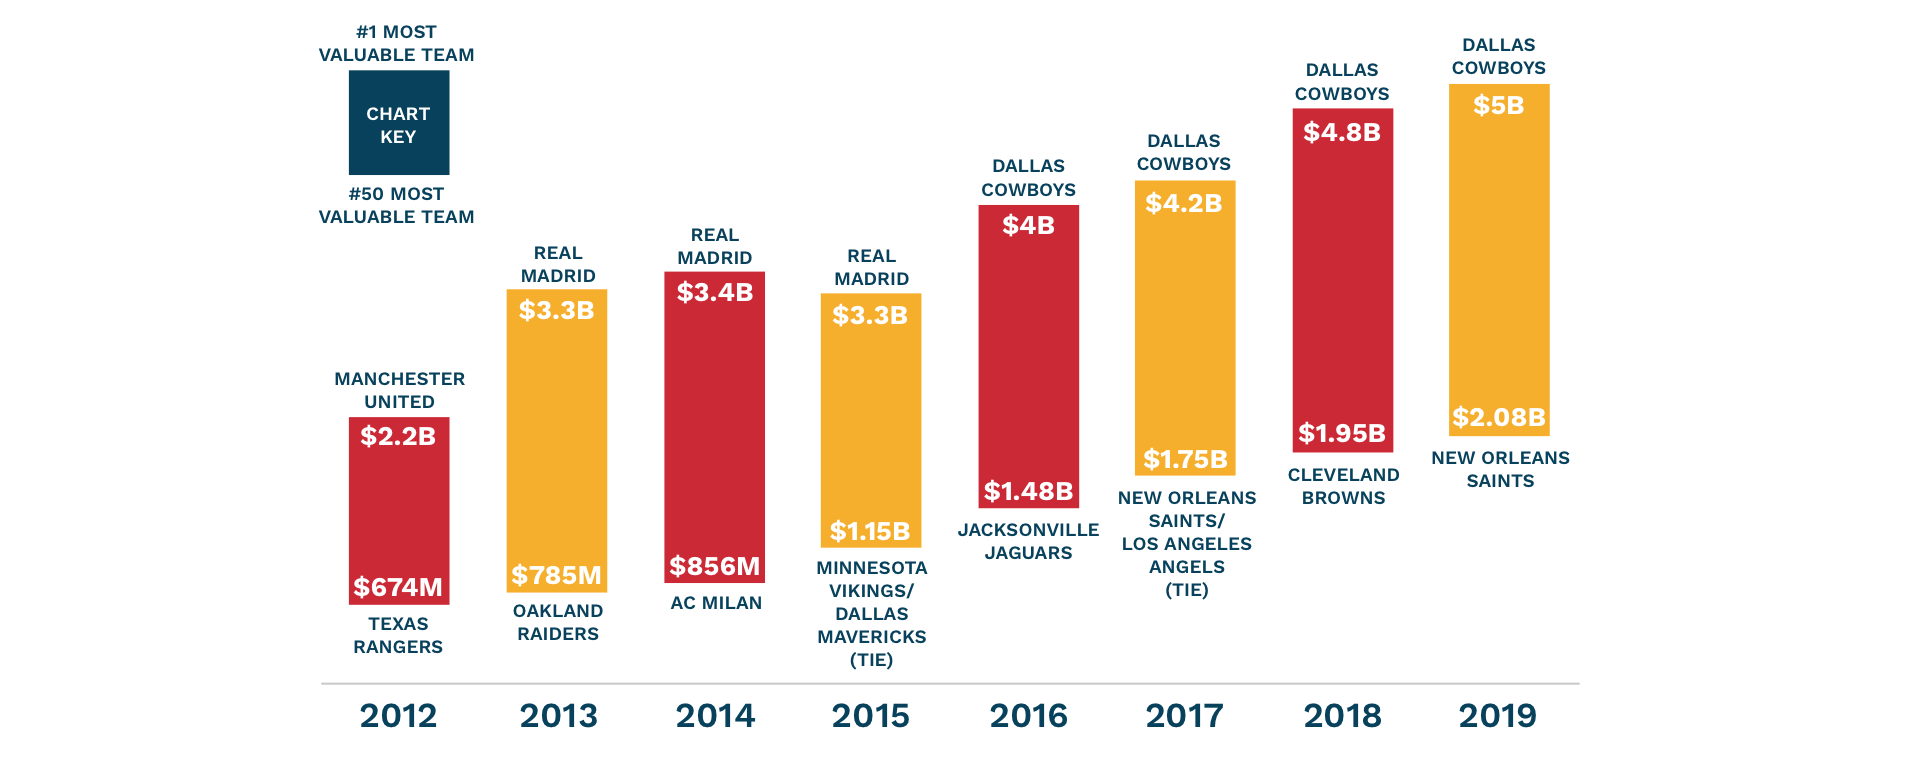 #1 MOST
VALUABLE TEAM
CHART
KEY
#50 MOST
VALUABLE TEAM
MANCHESTER
UNITED
$2.2B
$674M
TEXAS
RANGERS
2012
REAL
MADRID
$3.3B
$785M
OAKLAND
RAIDERS
2013
REAL
MADRID
$3.4B
$856M
AC MILAN
2014
REAL
MADRID
$3.3B
$1.15B
MINNESOTA
VIKINGS/
DALLAS
MAVERICKS
(TIE)
2015
DALLAS
COWBOYS
$4B
$1.48B
JACKSONVILLE
JAGUARS
2016
DALLAS
COWBOYS
$4.2B
$1.75B
NEW ORLEANS
SAINTS/
LOS ANGELES
ANGELS
(TIE)
2017
DALLAS
COWBOYS
$4.8B
$1.95B
CLEVELAND
BROWNS
2018
DALLAS
COWBOYS
$5B
$2.08B
NEW ORLEANS
SAINTS
2019